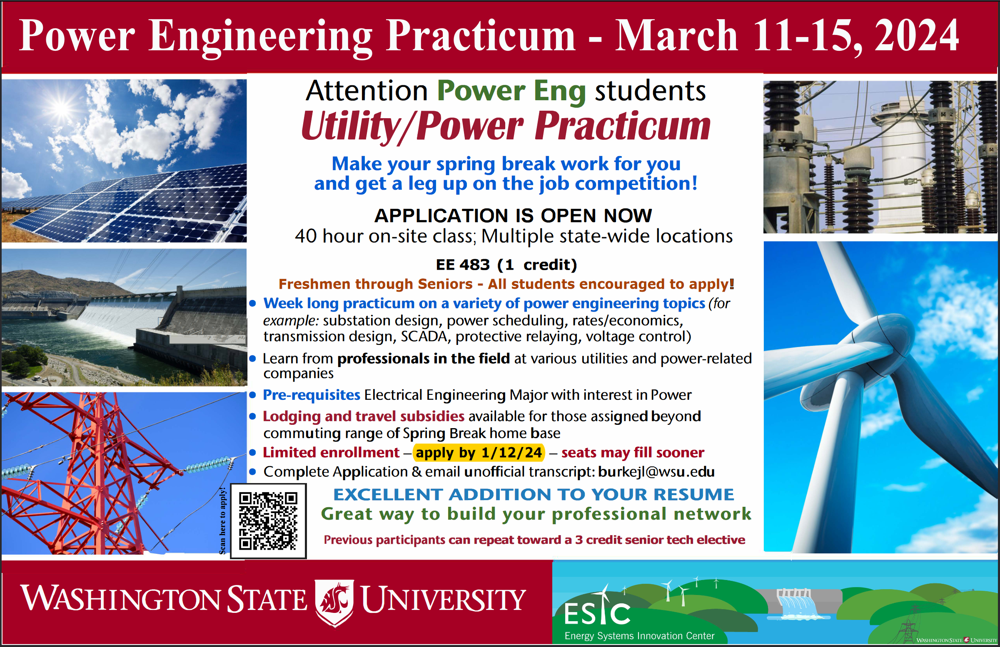 Power Engineering Practicum - March 11-15, 2024
Attention Power Eng students
Utility/Power Practicum
Make your spring break work for you
and get a leg up on the job competition!
APPLICATION IS OPEN NOW
40 hour on-site class; Multiple state-wide locations
EE 483 (1 credit)
Freshmen through Seniors - All students encouraged to apply!
• Week long practicum on a variety of power engineering topics (for
example: substation design, power scheduling, rates/economics,
transmission design, SCADA, protective relaying, voltage control)
• Learn from professionals in the field at various utilities and power-related
companies
• Pre-requisites Electrical Engineering Major with interest in Power
• Lodging and travel subsidies available for those assigned beyond
commuting range of Spring Break home base
• Limited enrollment – apply by 1/12/24 – seats may fill sooner
• Complete Application & email unofficial transcript: burkejl@wsu.edu
Scan here to apply!
EXCELLENT ADDITION TO YOUR RESUME
Great way to build your professional network
Previous participants can repeat toward a 3 credit senior tech elective
WASHINGTON STATE UNIVERSITY
ESIC
Energy Systems Innovation Center
WASHINGTON STATE UNIVERSITY